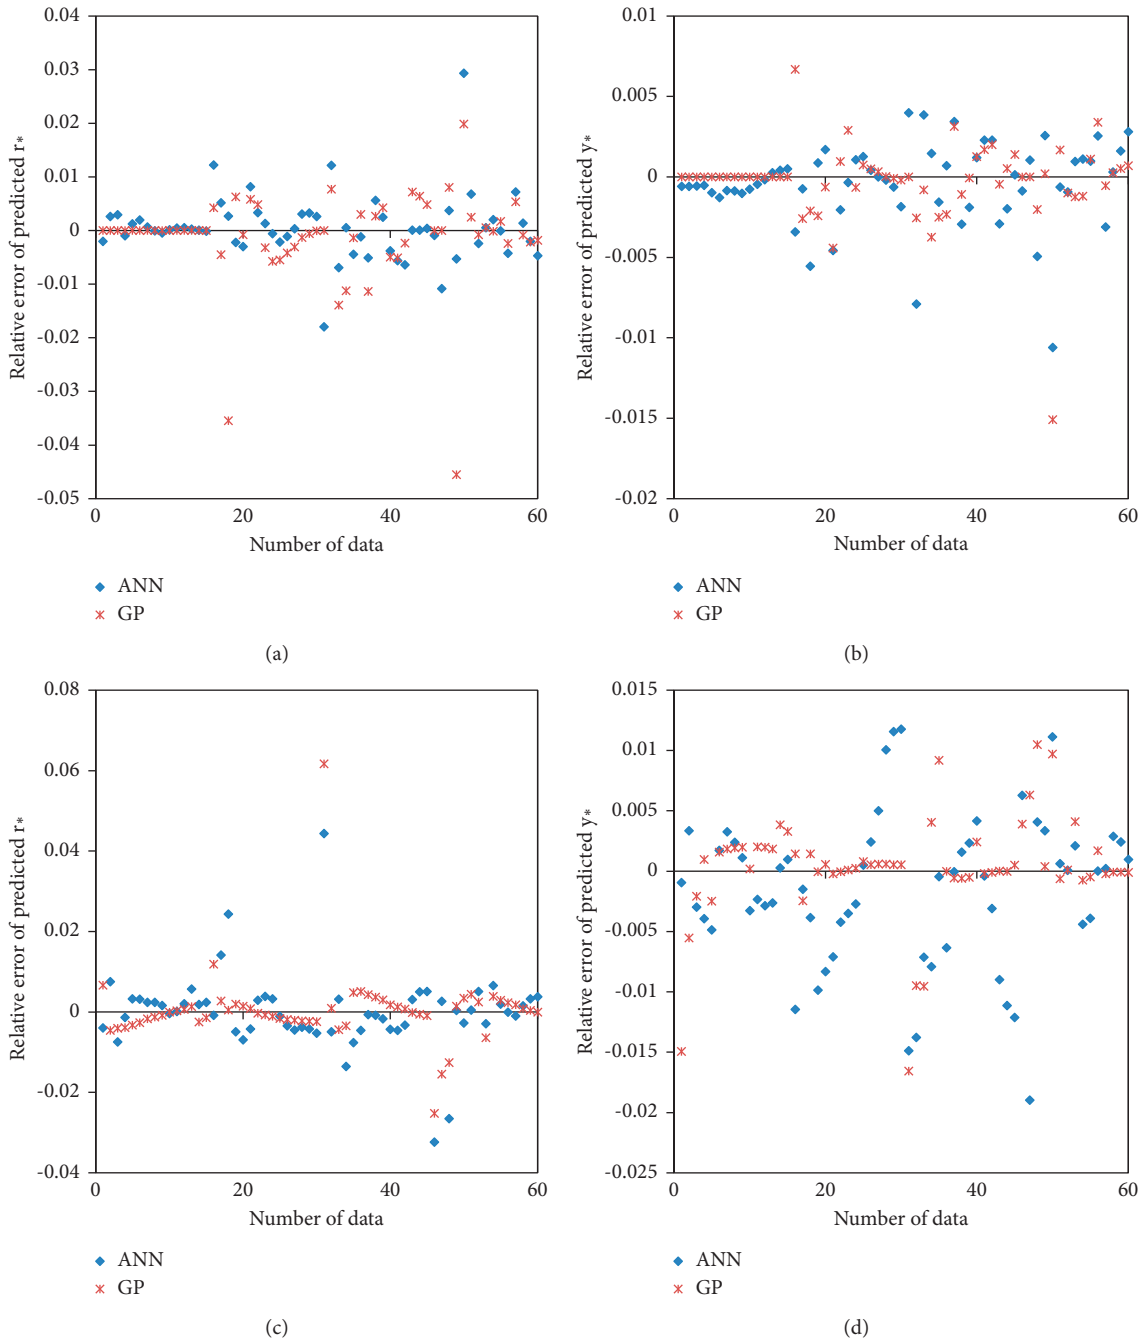 0.04
0.03
0.02
0.01
0
-0.01
-0.02
-0.03
-0.04
-0.05
Relative error of predicted r*
0 20 40 60
Number of data
ANN
GP
(a)
0.01
0.005
0
-0.005
-0.01
-0.015
-0.02
Relative error of predicted y*
0 20 40 60
Number of data
ANN
GP
(b)
0.08
0.06
0.04
0.02
0
-0.02
-0.04
Relative error of predicted r*
0 20 40 60
Number of data
ANN
GP
(c)
0.015
0.01
0.005
0
-0.005
-0.01
-0.015
-0.02
-0.025
Relative error of predicted y*
0 20 40 60
Number of data
ANN
GP
(d)